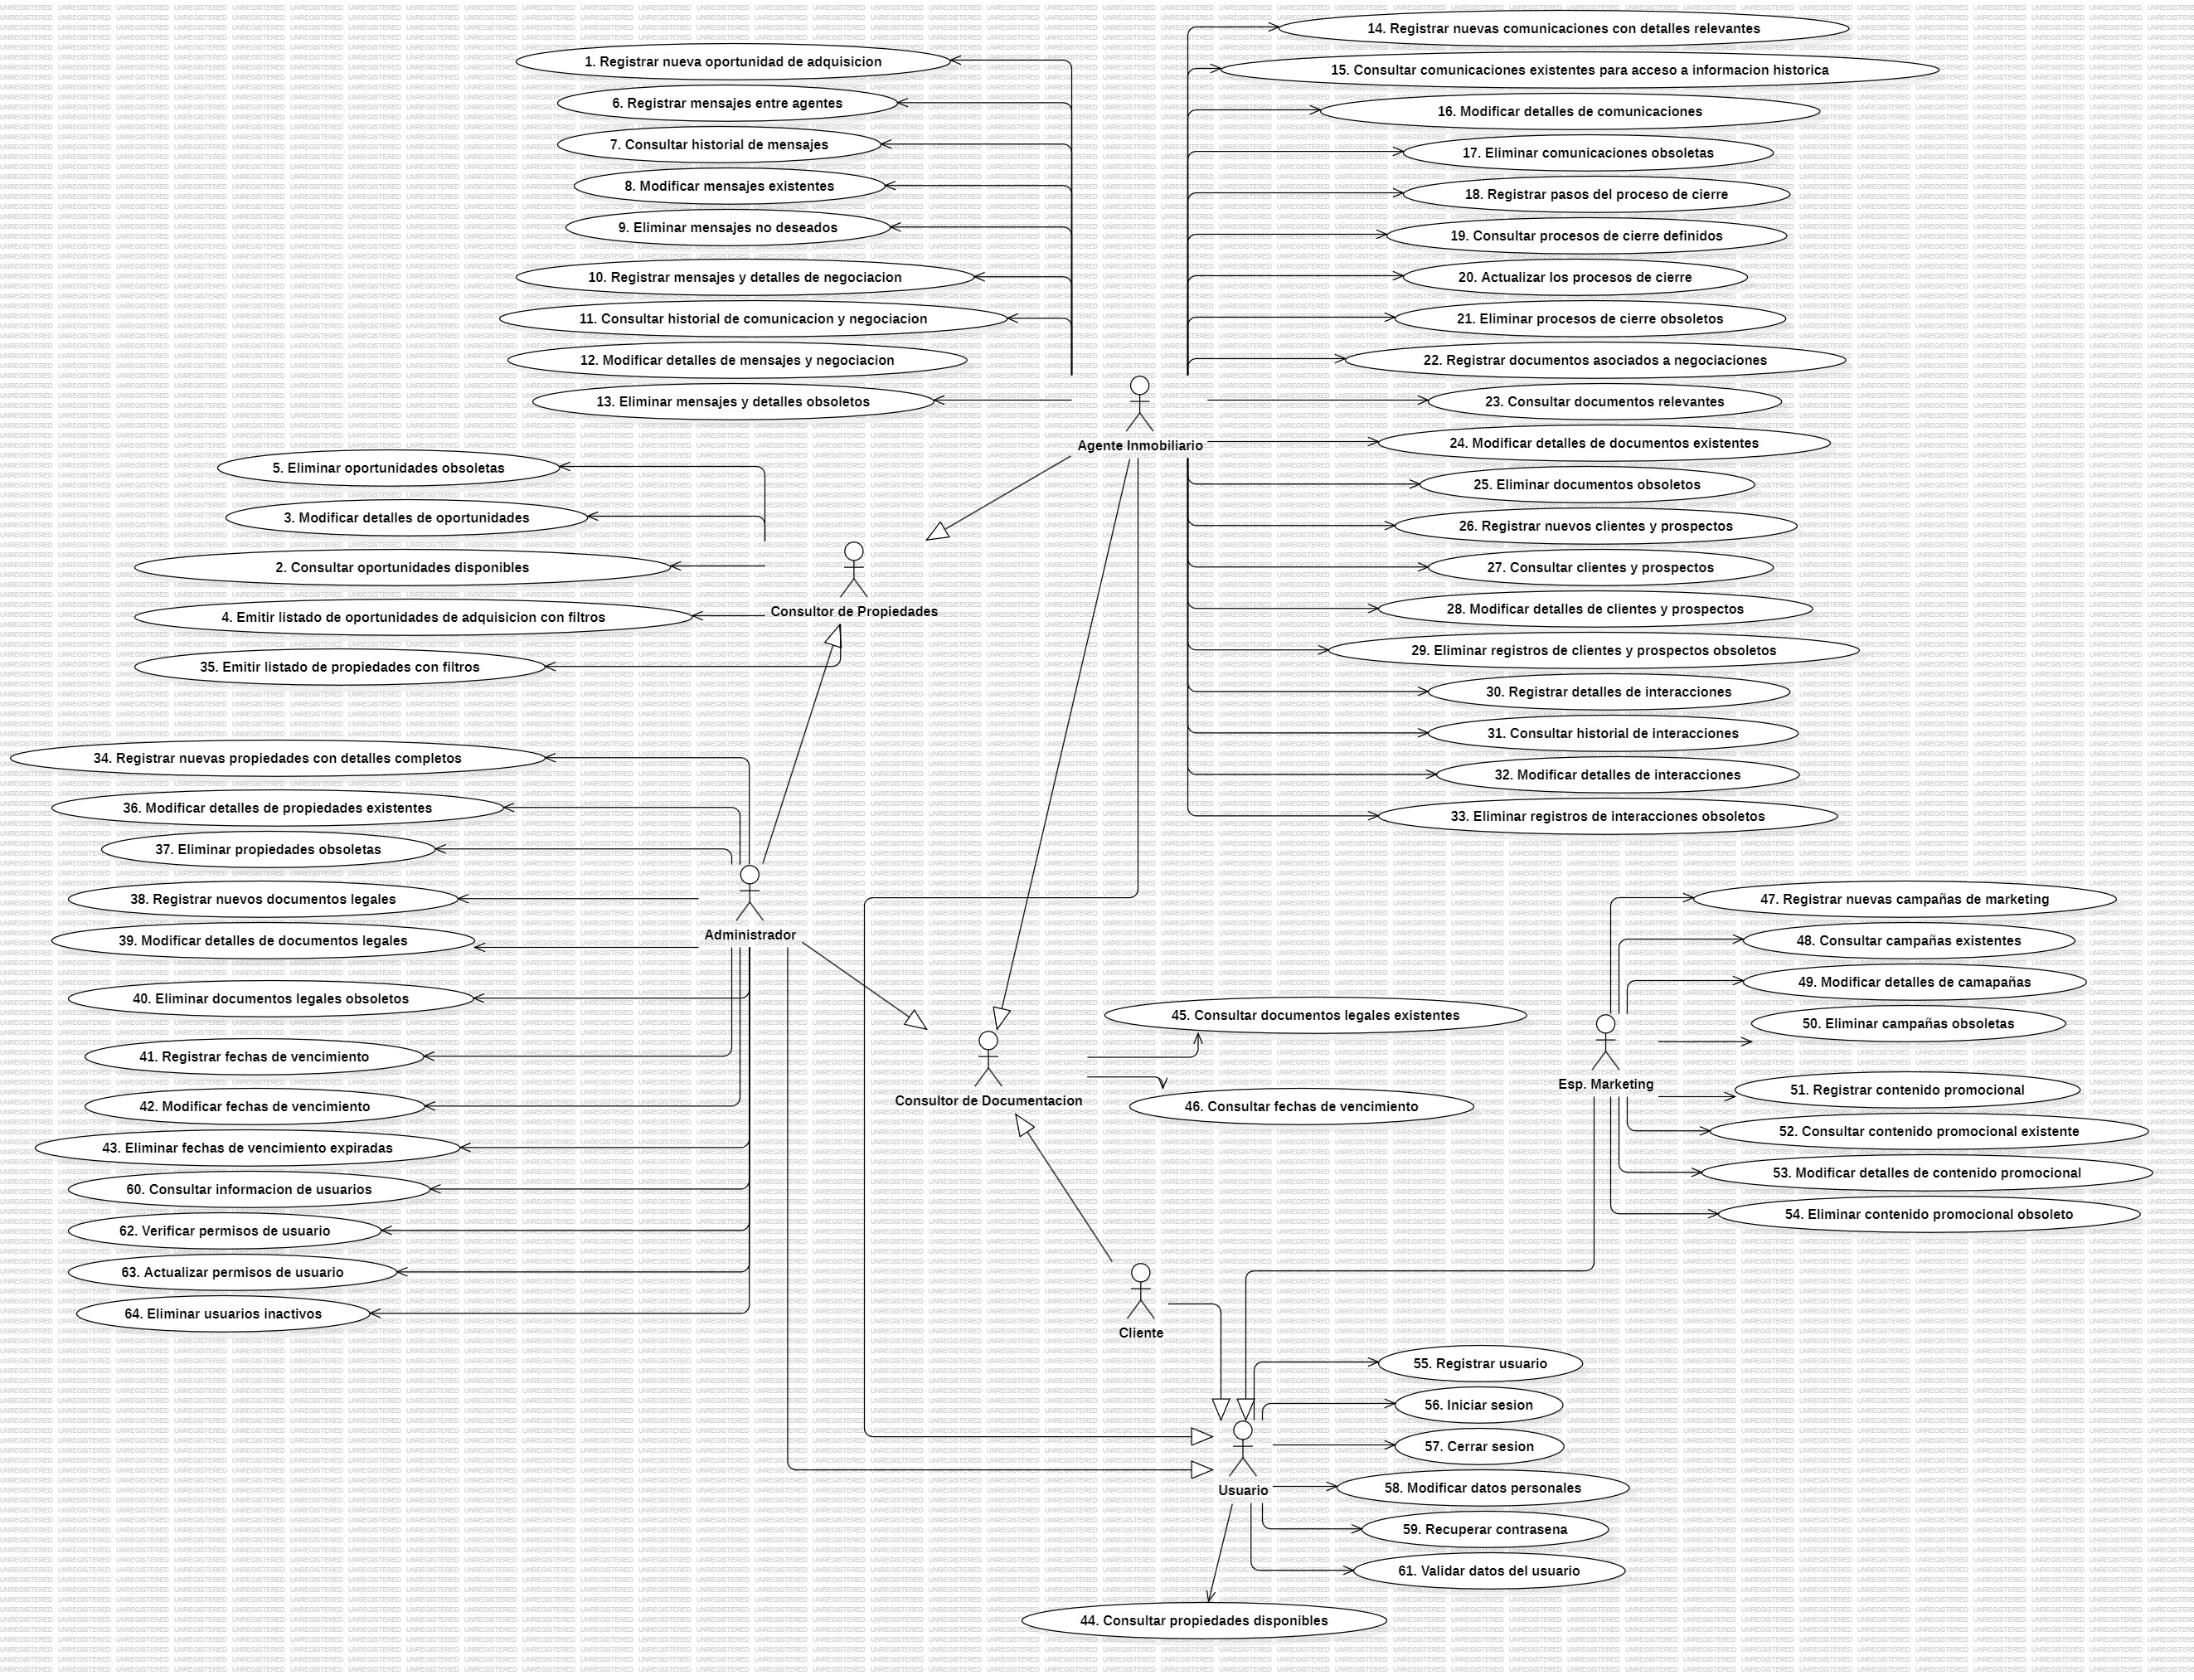 14. Registrar nuevas comunicaciones con detalles relevantes
1. Registrar nueva oportunidad de adquisicion
15. Consultar comunicaciones existentes para acceso a informacion historica
6. Registrar mensajes entre agentes
16. Modificar detalles de comunicaciones
7. Consultar historial de mensajes
17. Eliminar comunicaciones obsoletas
8. Modificar mensajes existentes
18. Registrar pasos del proceso de cierre
9. Eliminar mensajes no deseados
19. Consultar procesos de cierre definidos
10. Registrar mensajes y detalles de negociacion
20. Actualizar los procesos de cierre
11. Consultar historial de comunicacion y negociacion
21. Eliminar procesos de cierre obsoletos
12. Modificar detalles de mensajes y negociacion
22. Registrar documentos asociados a negociaciones
13. Eliminar mensajes y detalles obsoletos
23. Consultar documentos relevantes
Agente Inmobiliario
24. Modificar detalles de documentos existentes
5. Eliminar oportunidades obsoletas
25. Eliminar documentos obsoletos
3. Modificar detalles de oportunidades
26. Registrar nuevos clientes y prospectos
2. Consultar oportunidades disponibles
27. Consultar clientes y prospectos
Consultor de Propiedades
28. Modificar detalles de clientes y prospectos
4. Emitir listado de oportunidades de adquisicion con filtros
29. Eliminar registros de clientes y prospectos obsoletos
35. Emitir listado de propiedades con filtros
30. Registrar detalles de interacciones
31. Consultar historial de interacciones
34. Registrar nuevas propiedades con detalles completos
32. Modificar detalles de interacciones
36. Modificar detalles de propiedades existentes
33. Eliminar registros de interacciones obsoletos
37. Eliminar propiedades obsoletas
38. Registrar nuevos documentos legales
47. Registrar nuevas campañas de marketing
Administrador
39. Modificar detalles de documentos legales
48. Consultar campañas existentes
49. Modificar detalles de camapañas
40. Eliminar documentos legales obsoletos
45. Consultar documentos legales existentes
50. Eliminar campañas obsoletas
41. Registrar fechas de vencimiento
Esp. Marketing
51. Registrar contenido promocional
Consultor de Documentacion
42. Modificar fechas de vencimiento
46. Consultar fechas de vencimiento
52. Consultar contenido promocional existente
43. Eliminar fechas de vencimiento expiradas
53. Modificar detalles de contenido promocional
60. Consultar informacion de usuarios
54. Eliminar contenido promocional obsoleto
62. Verificar permisos de usuario
63. Actualizar permisos de usuario
64. Eliminar usuarios inactivos
Cliente
55. Registrar usuario
56. Iniciar sesion
57. Cerrar sesion
Usuario
58. Modificar datos personales
59. Recuperar contrasena
61. Validar datos del usuario
44. Consultar propiedades disponibles